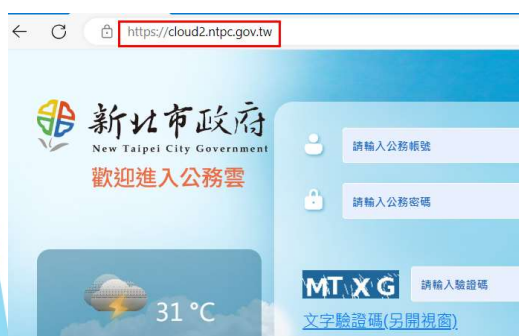 https://cloud2.ntpc.gov.tw
新北市政府
New Taipei City Government
歡迎進入公務雲
請輸入公務帳號
請輸入公務密碼
MTXG
請輸入驗證碼
31 °C
文字驗證碼(另開視窗)